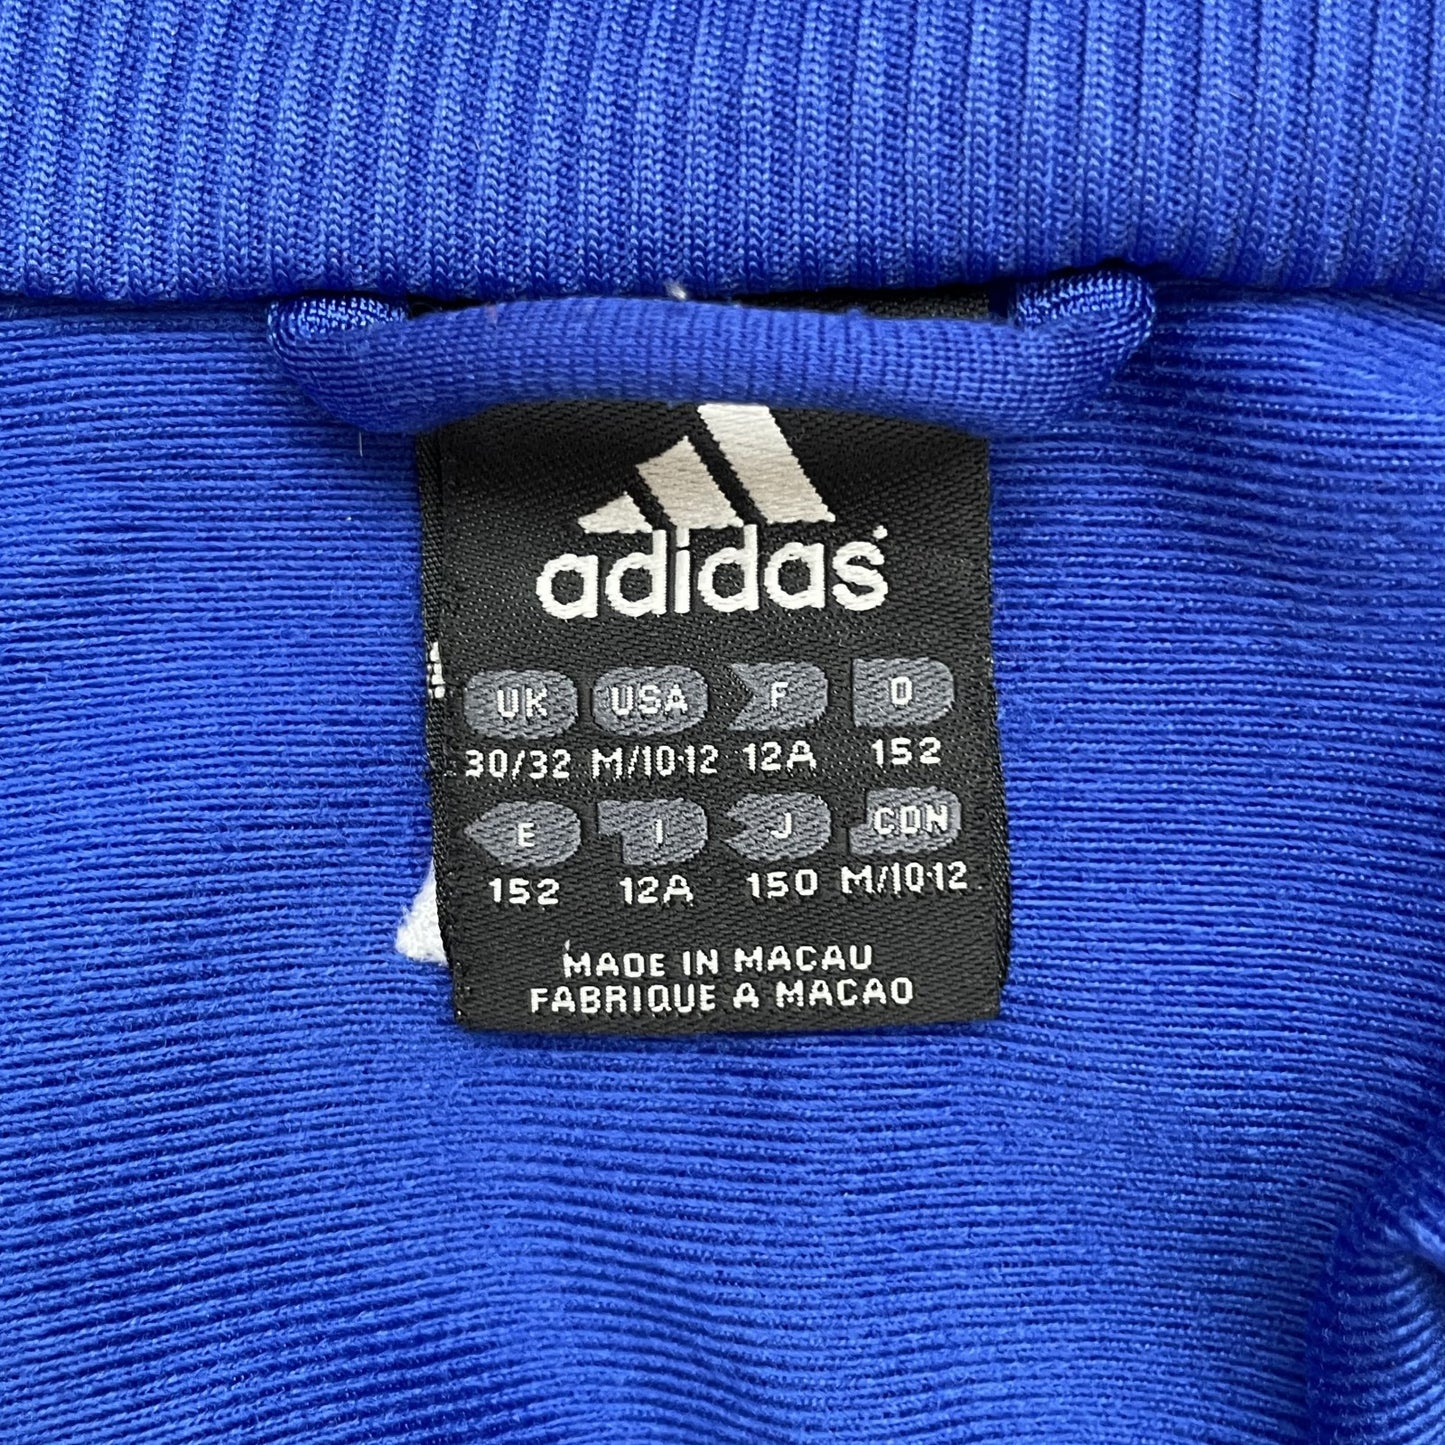 adidas
UK USA F D
30/32 M/10-12 12A 152
E I J CDN
152 12A 150 M/10-12
MADE IN MACAU
FABRIQUE A MACAO